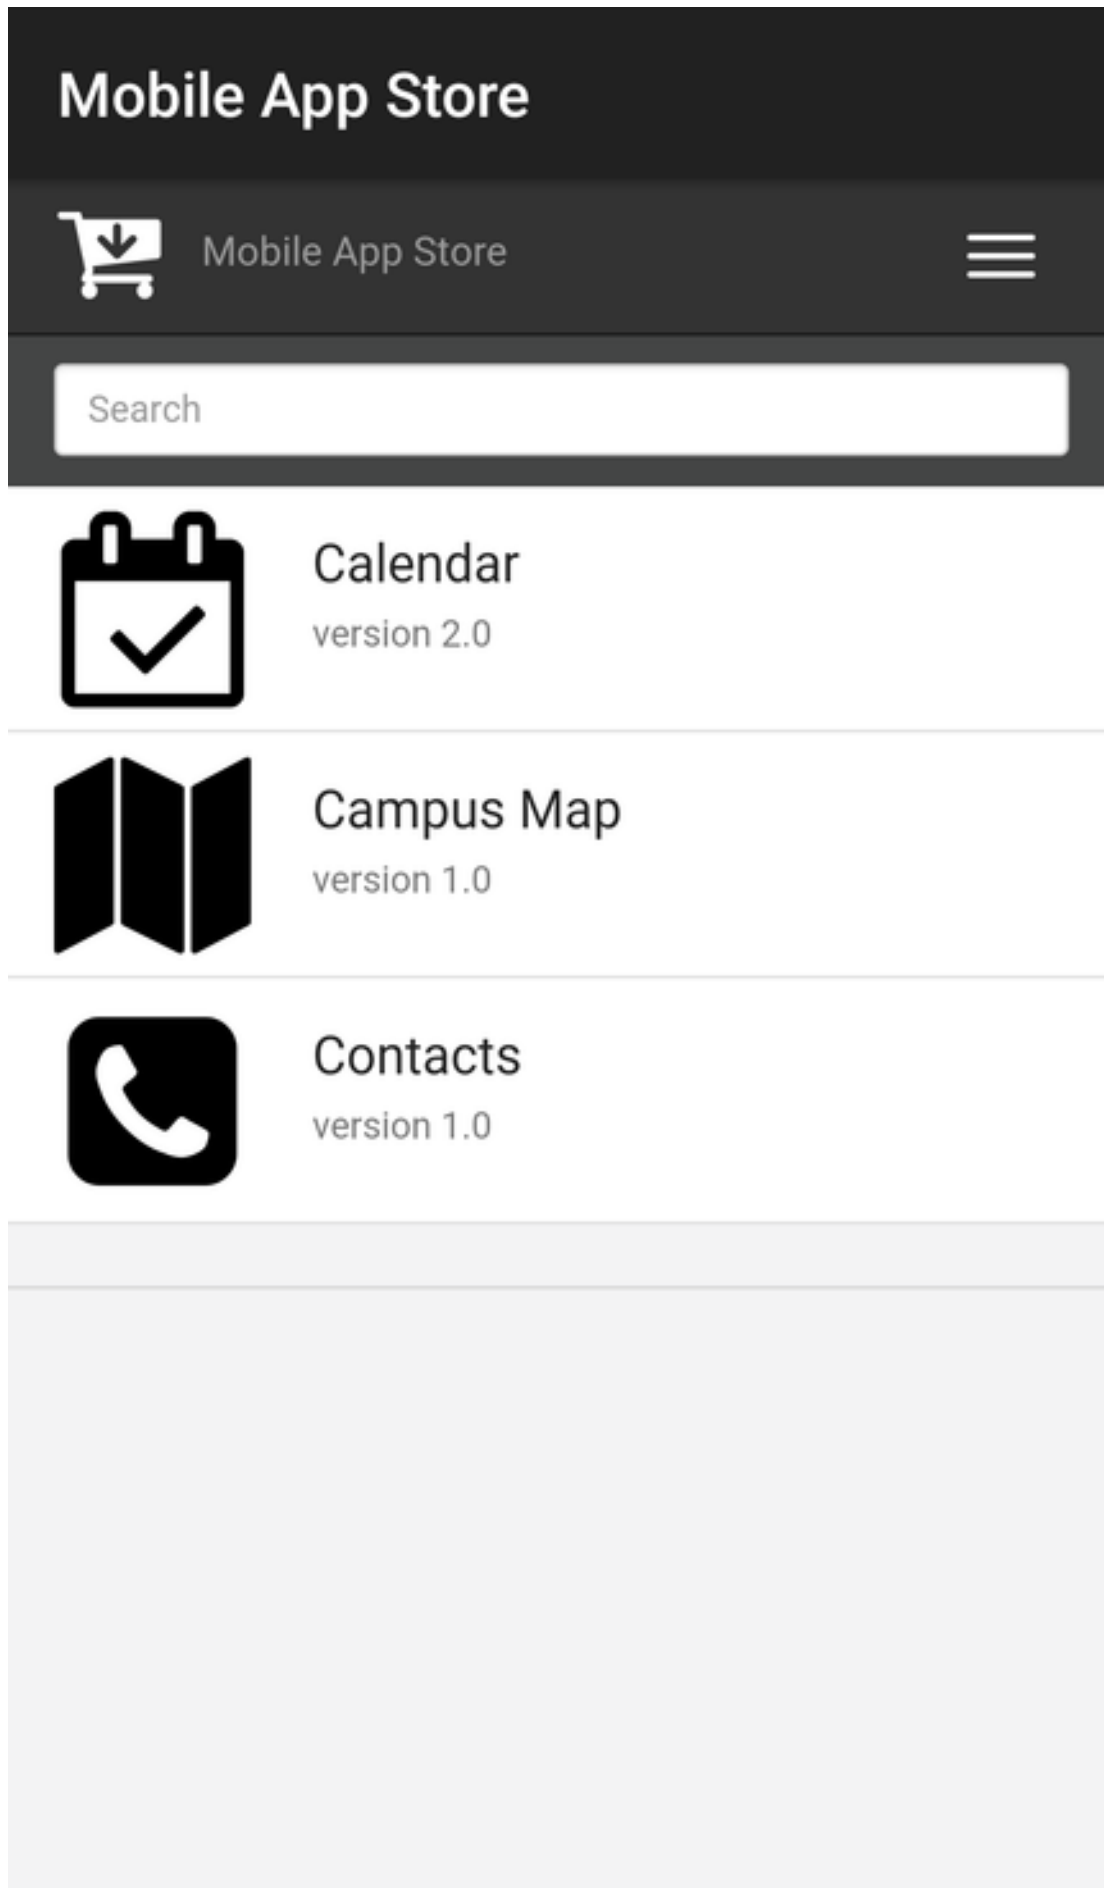 Mobile App Store
Mobile App Store
Search
Calendar
version 2.0
Campus Map
version 1.0
Contacts
version 1.0